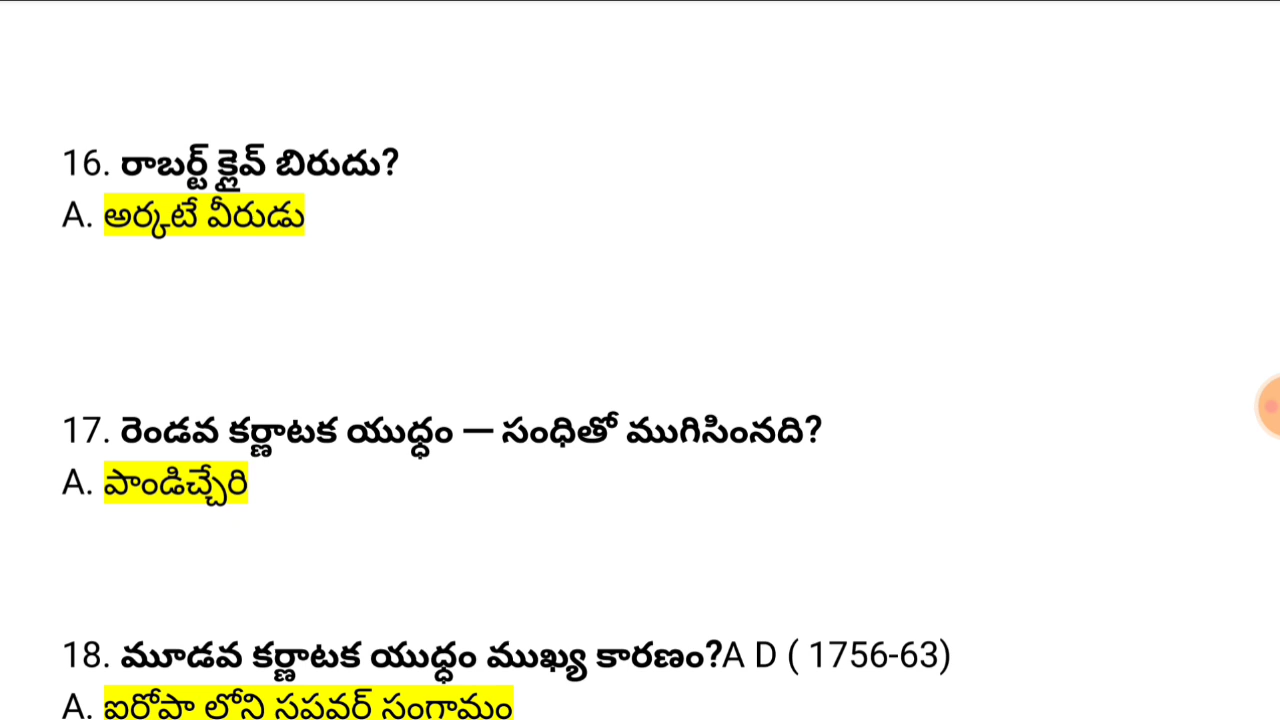 16. రాబర్ట్ క్లైవ్ బిరుదు?
A. అర్కటే వీరుడు
17. రెండవ కర్ణాటక యుద్ధం — సంధితో ముగిసింనది?
A. పాండిచ్చేరి
18. మూడవ కర్ణాటక యుద్ధం ముఖ్య కారణం?A D ( 1756-63)
A. ఐరోపా లోని సపవర్ సంగామం